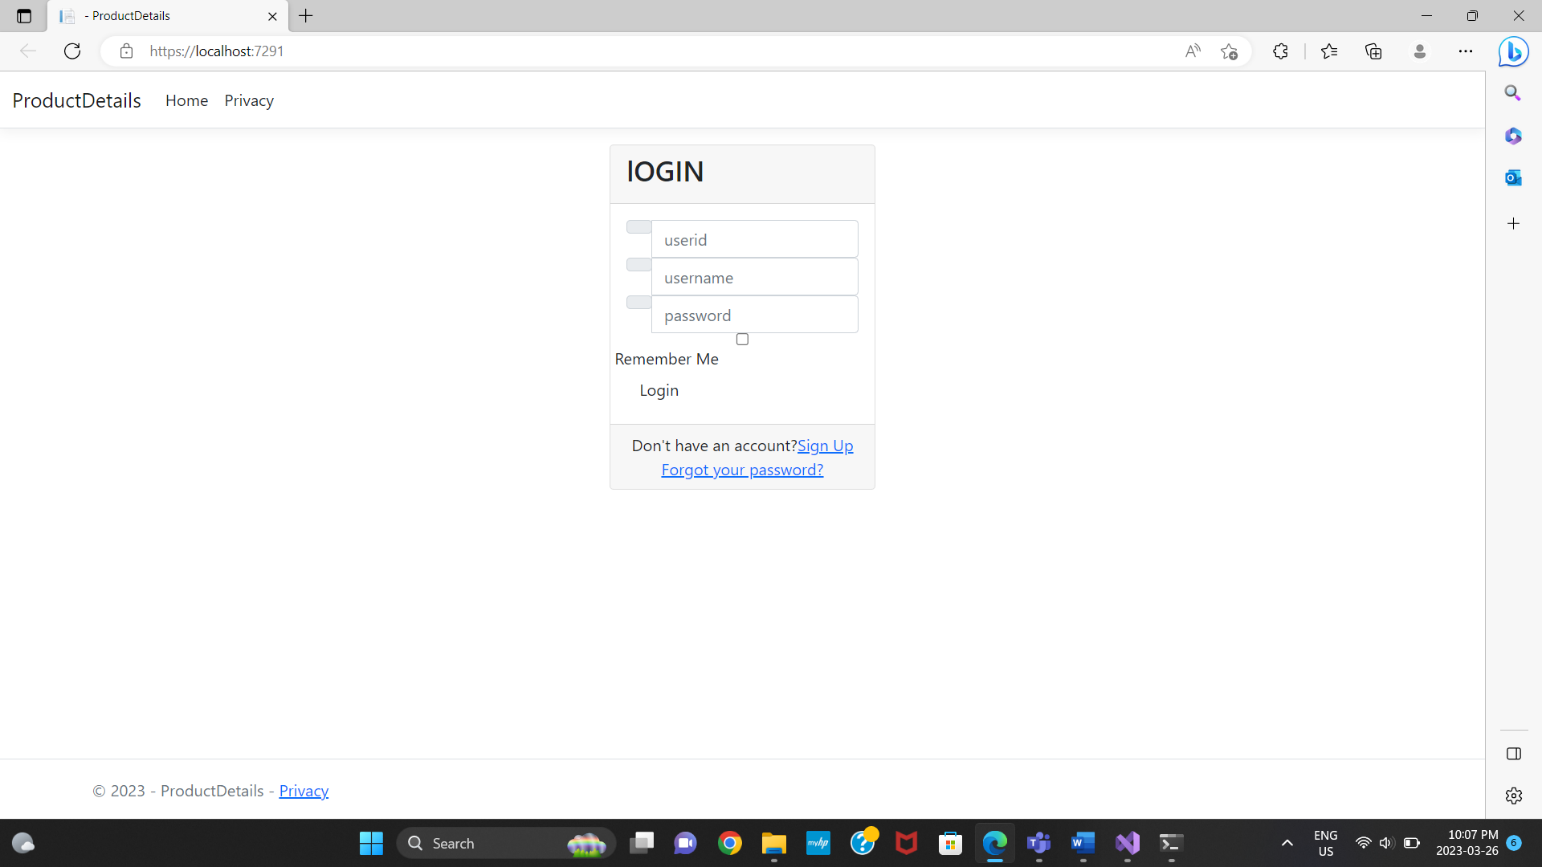 - ProductDetails
https://localhost:7291
ProductDetails Home Privacy
lOGIN
userid
username
password
Remember Me
Login
Don't have an account?Sign Up
Forgot your password?
© 2023 - ProductDetails - Privacy
Search
myhp
ENG
US
10:07 PM
2023-03-26
6